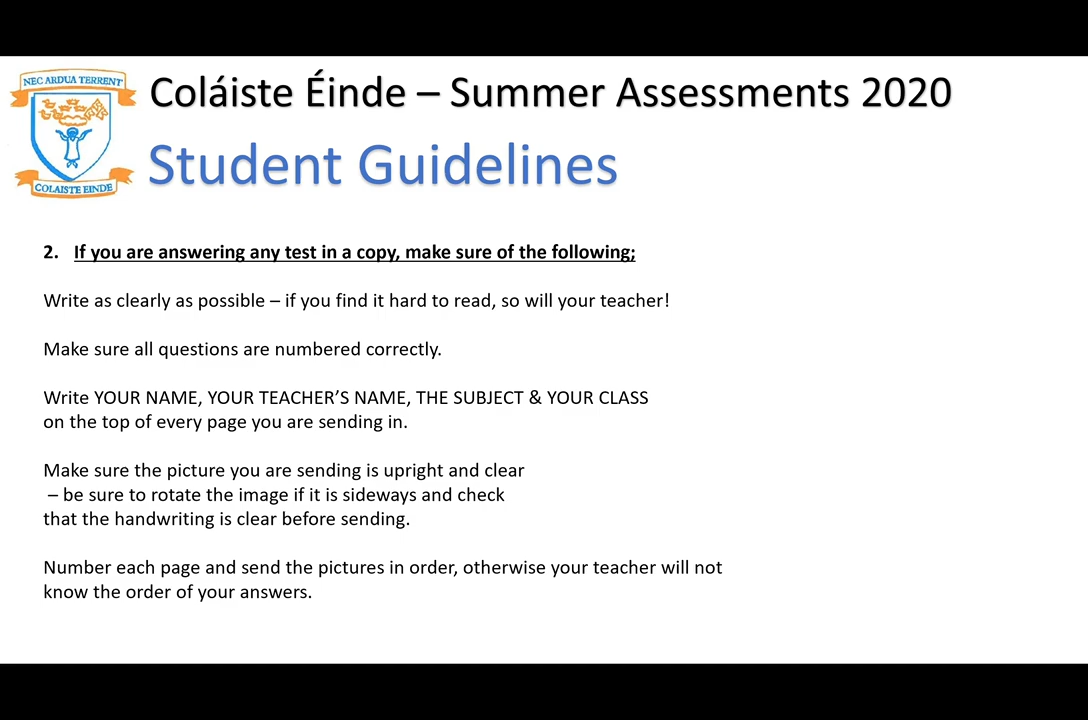 NEC ARDUA TERRENT
COLAISTE EINDE
Coláiste Éinde – Summer Assessments 2020
Student Guidelines
2. If you are answering any test in a copy, make sure of the following;
Write as clearly as possible – if you find it hard to read, so will your teacher!
Make sure all questions are numbered correctly.
Write YOUR NAME, YOUR TEACHER’S NAME, THE SUBJECT & YOUR CLASS
on the top of every page you are sending in.
Make sure the picture you are sending is upright and clear
– be sure to rotate the image if it is sideways and check
that the handwriting is clear before sending.
Number each page and send the pictures in order, otherwise your teacher will not
know the order of your answers.